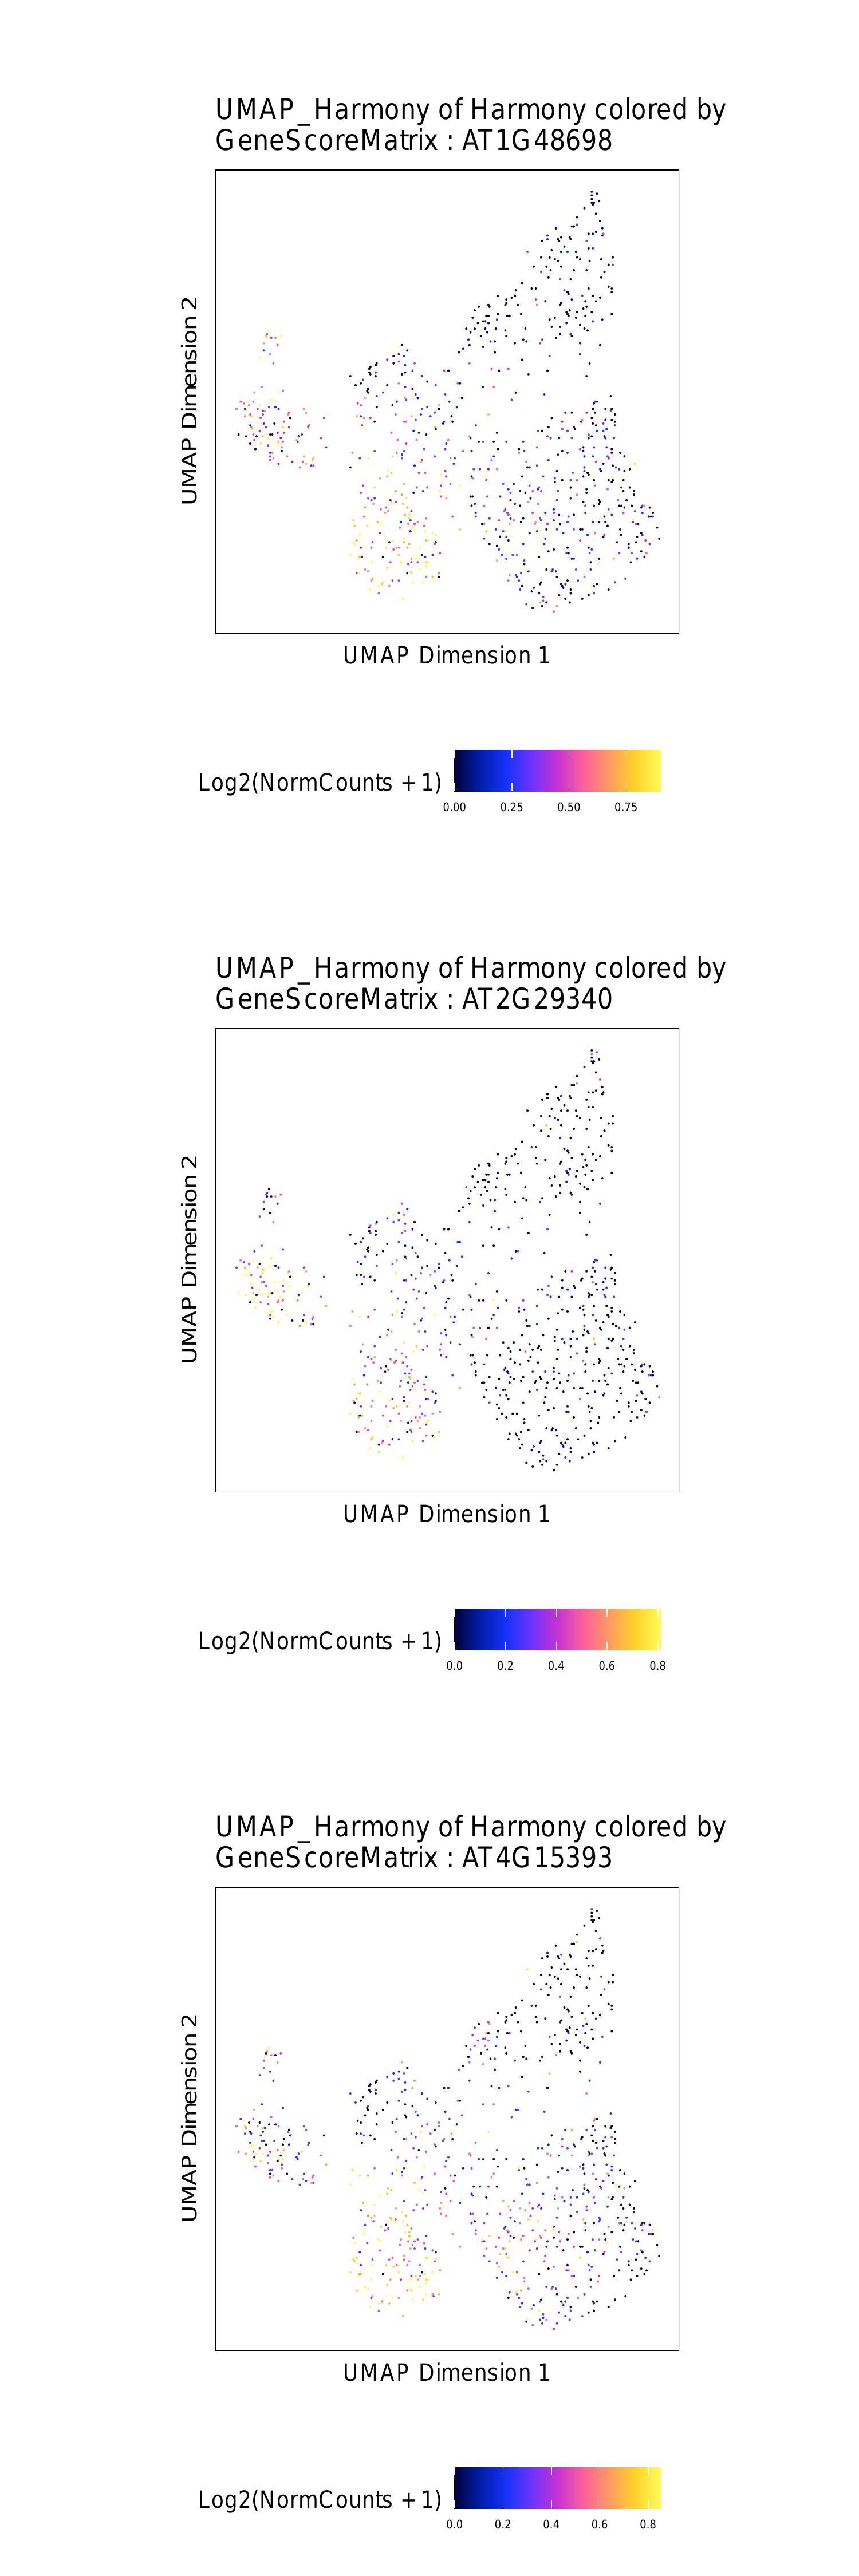 UMAP_Harmony of Harmony colored by
GeneScoreMatrix : AT1G48698
UMAP Dimension 2
UMAP Dimension 1
Log2(NormCounts + 1)
0.00 0.25 0.50 0.75
UMAP_Harmony of Harmony colored by
GeneScoreMatrix : AT2G29340
UMAP Dimension 2
UMAP Dimension 1
Log2(NormCounts + 1)
0.0 0.2 0.4 0.6 0.8
UMAP_Harmony of Harmony colored by
GeneScoreMatrix : AT4G15393
UMAP Dimension 2
UMAP Dimension 1
Log2(NormCounts + 1)
0.0 0.2 0.4 0.6 0.8